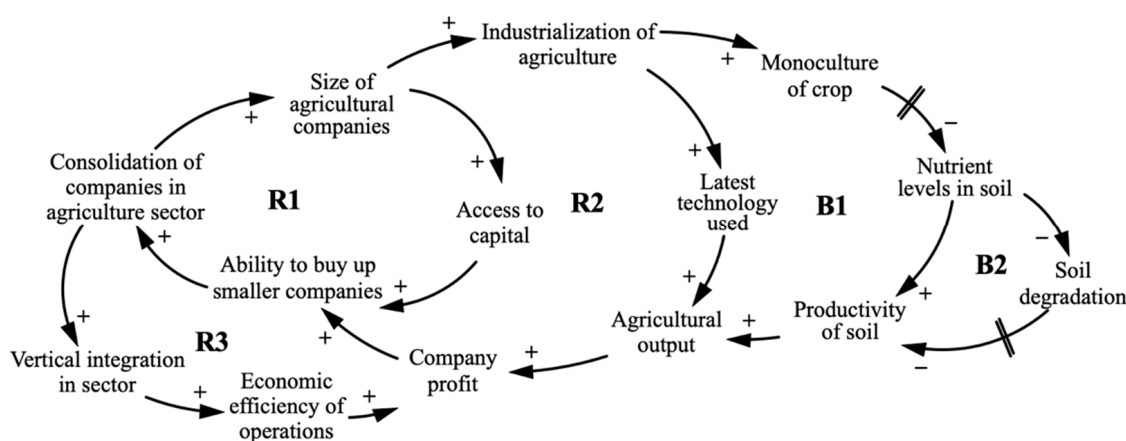 +
Industrialization of
agriculture
+
Monoculture
of crop
Size of
agricultural
companies
+
+
+
−
Consolidation of
companies in
agriculture sector
R1
R2
Latest
technology
used
B1
Nutrient
levels in soil
Access to
capital
−
+
Ability to buy up
smaller companies
+
+
B2
Soil
degradation
+
Productivity
of soil
+
R3
+
Agricultural
output
+
−
Vertical integration
in sector
Company
profit
+
+
Economic
efficiency of
operations
+